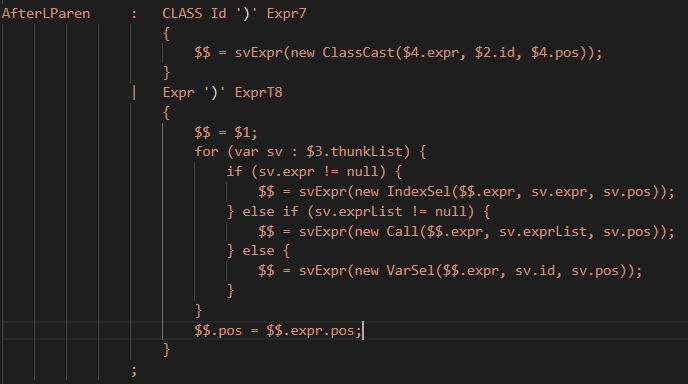 AfterLParen     :   CLASS Id ')' Expr7
                    {
                        $$ = svExpr(new ClassCast($4.expr, $2.id, $4.pos));
                    }
                |   Expr ')' ExprT8
                    {
                        $$ = $1;
                        for (var sv : $3.thunkList) {
                            if (sv.expr != null) {
                                $$ = svExpr(new IndexSel($$.expr, sv.expr, sv.pos));
                            } else if (sv.exprList != null) {
                                $$ = svExpr(new Call($$.expr, sv.exprList, sv.pos));
                            } else {
                                $$ = svExpr(new VarSel($$.expr, sv.id, sv.pos));
                            }
                        }
                        $$.pos = $$.expr.pos;
                    }
                ;